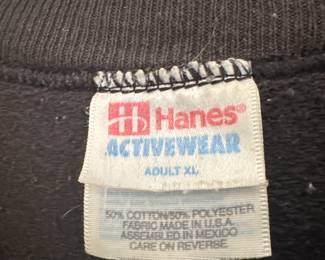 Hanes®
ACTIVEWEAR
ADULT XL
50% COTTON/50% POLYESTER
FABRIC MADE IN U.S.A.
ASSEMBLED IN MEXICO
CARE ON REVERSE